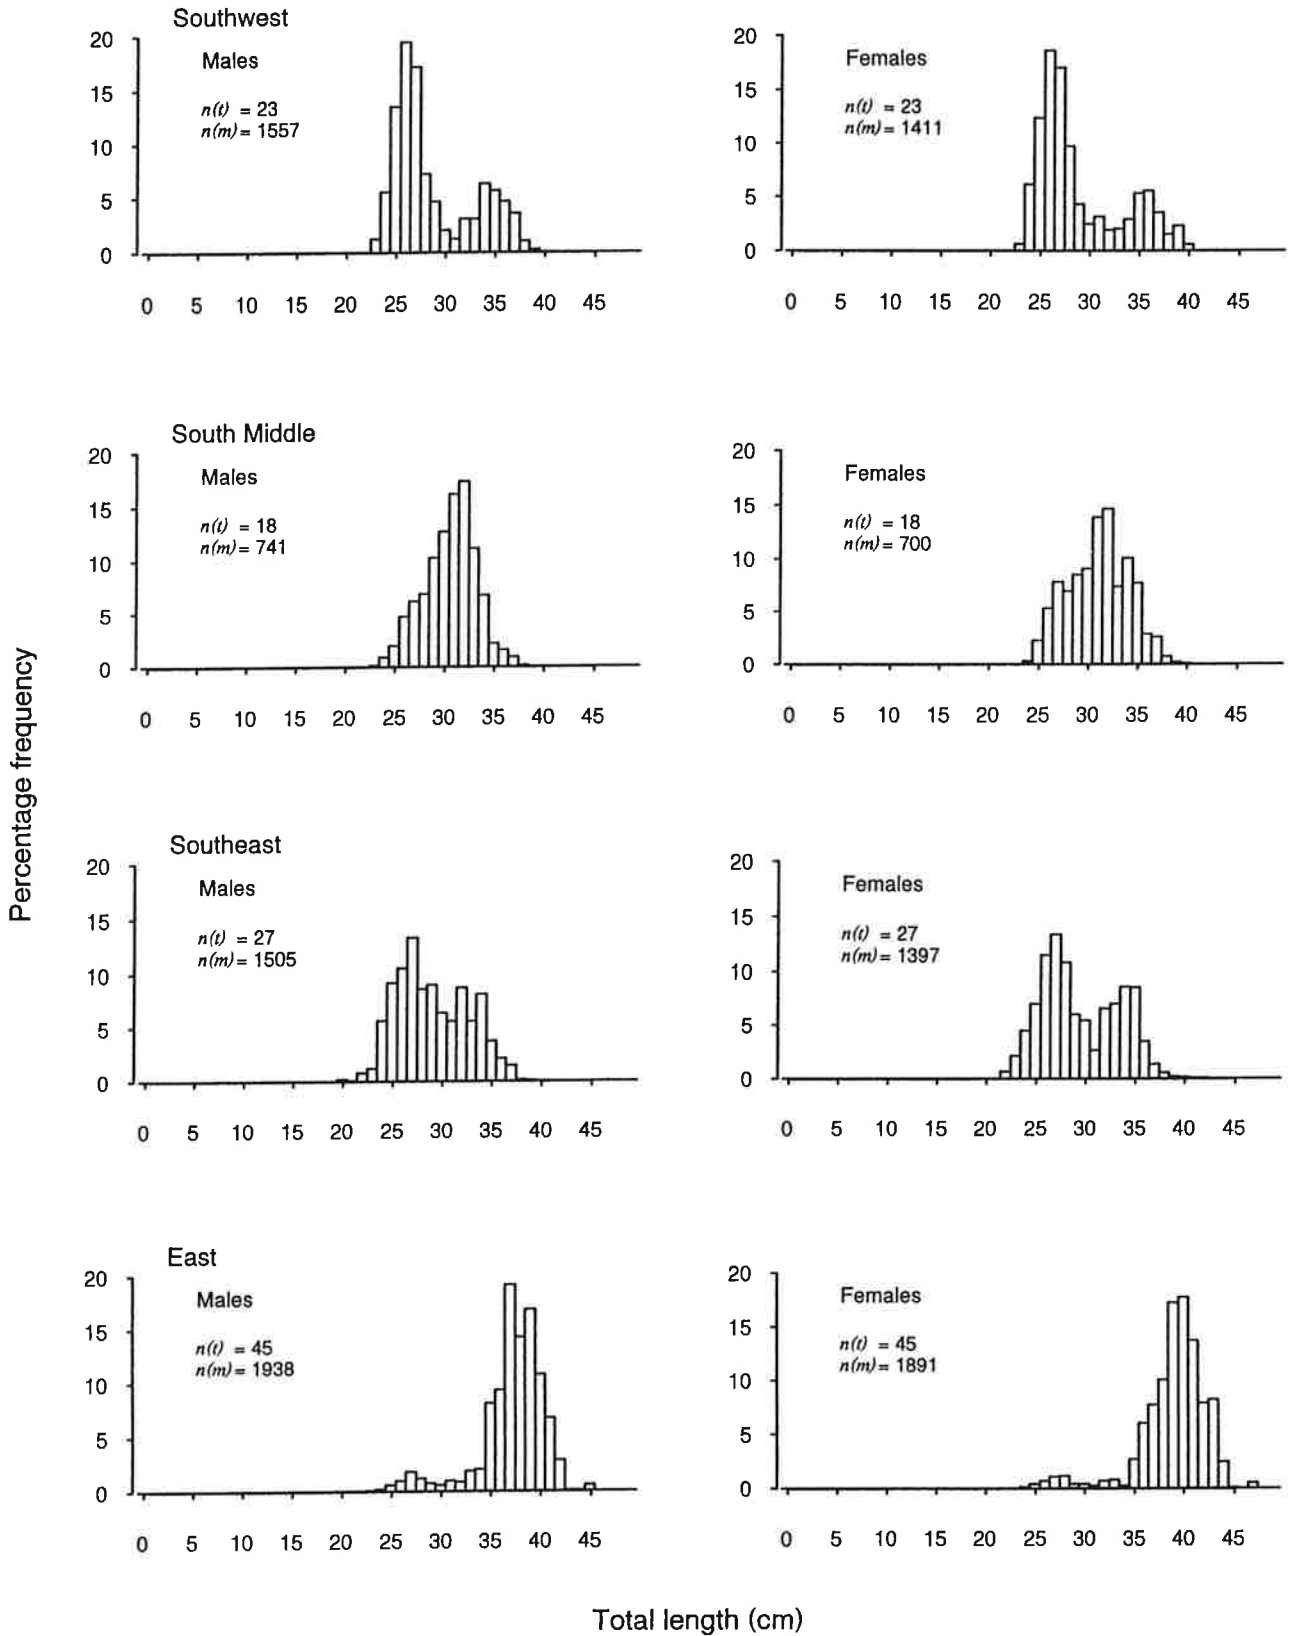 Southwest
Males
n(t) = 23
n(m) = 1557
20
15
10
5
0
0 5 10 15 20 25 30 35 40 45
Females
n(t) = 23
n(m) = 1411
20
15
10
5
0
0 5 10 15 20 25 30 35 40 45
South Middle
Males
n(t) = 18
n(m) = 741
20
15
10
5
0
0 5 10 15 20 25 30 35 40 45
Females
n(t) = 18
n(m) = 700
20
15
10
5
0
0 5 10 15 20 25 30 35 40 45
Percentage frequency
Southeast
Males
n(t) = 27
n(m) = 1505
20
15
10
5
0
0 5 10 15 20 25 30 35 40 45
Females
n(t) = 27
n(m) = 1397
20
15
10
5
0
0 5 10 15 20 25 30 35 40 45
East
Males
n(t) = 45
n(m) = 1938
20
15
10
5
0
0 5 10 15 20 25 30 35 40 45
Females
n(t) = 45
n(m) = 1891
20
15
10
5
0
0 5 10 15 20 25 30 35 40 45
Total length (cm)